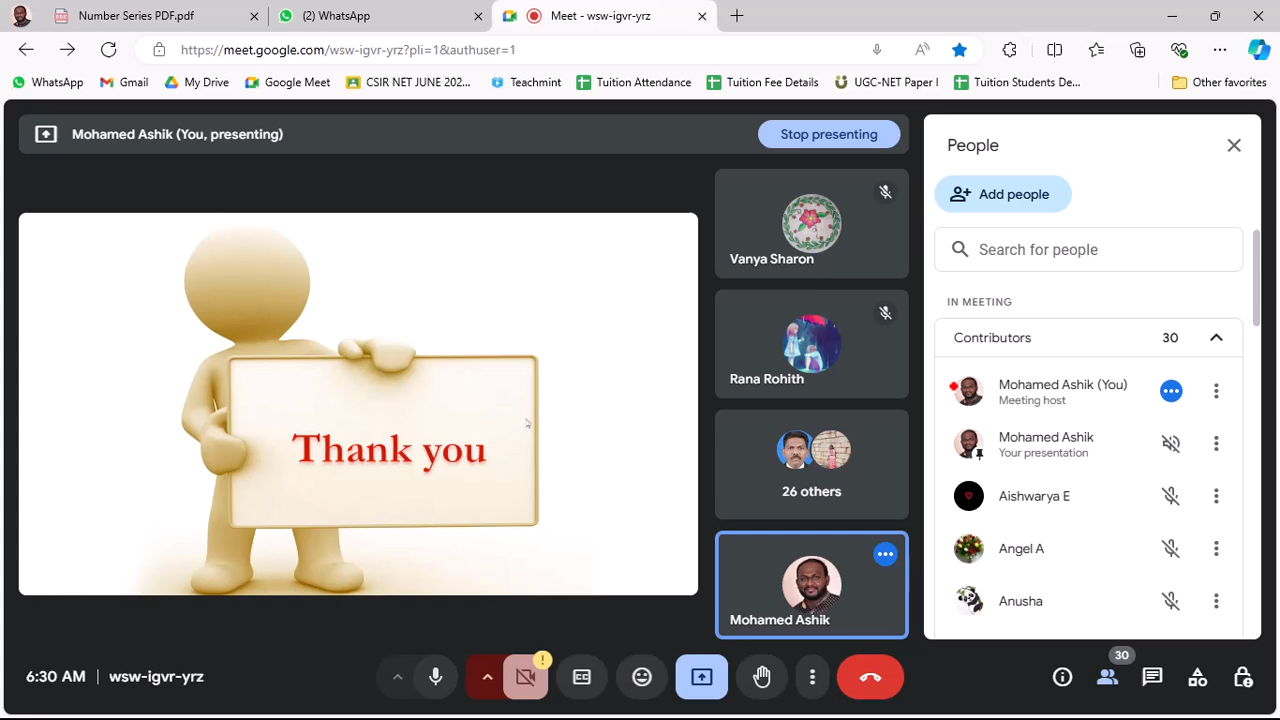 Number Series PDF.pdf
(2) WhatsApp
Meet - wsw-igvr-yrz
https://meet.google.com/wsw-igvr-yrz?pli=1&authuser=1
WhatsApp
Gmail
My Drive
Google Meet
CSIR NET JUNE 202...
Teachmint
Tuition Attendance
Tuition Fee Details
UGC-NET Paper I
Tuition Students De...
Other favorites
Mohamed Ashik (You, presenting)
Stop presenting
Thank you
Vanya Sharon
Rana Rohith
26 others
Mohamed Ashik
People
Add people
Search for people
IN MEETING
Contributors
30
Mohamed Ashik (You)
Meeting host
Mohamed Ashik
Your presentation
Aishwarya E
Angel A
Anusha
6:30 AM | wsw-igvr-yrz
30